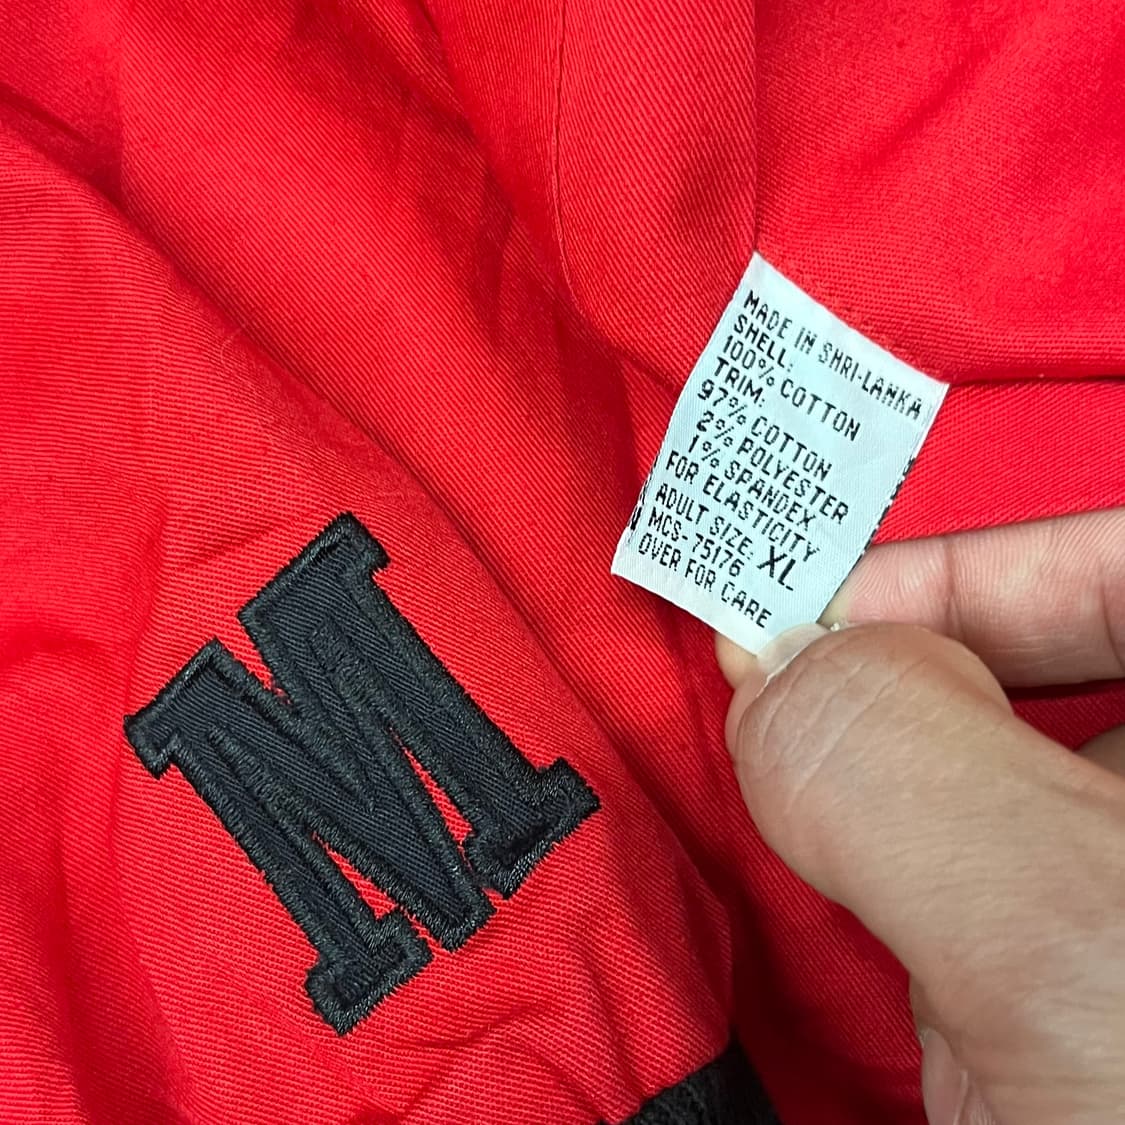 MADE IN SHRI-LANKA
SHELL:
100% COTTON
TRIM:
97% COTTON
2% POLYESTER
1% SPANDEX
FOR ELASTICITY
ADULT SIZE: XL
MCS-75176
OVER FOR CARE
M